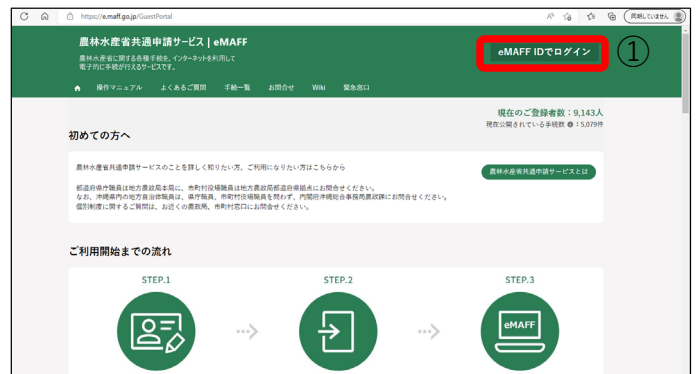 https://e.maff.go.jp/GuestPortal
同期していません
農林水産省共通申請サービス | eMAFF
農林水産省に関する各種手続を、インターネットを利用して
電子的に手続が行えるサービスです。
eMAFF IDでログイン
①
操作マニュアル よくあるご質問 手続一覧 お問合せ Wiki 緊急窓口
現在のご登録者数：9,143人
現在公開されている手続数 ：5,079件
初めての方へ
農林水産省共通申請サービスのことを詳しく知りたい方、ご利用になりたい方はこちらから
農林水産省共通申請サービスとは
都道府県庁職員は地方農政局本局に、市町村役場職員は地方農政局都道府県拠点にお問合せください。
なお、沖縄県内の地方自治体職員は、県庁職員、市町村役場職員を問わず、内閣府沖縄総合事務局農政課にお問合せください。
個別制度に関するご質問は、お近くの農政局、市町村窓口にお問合せください。
ご利用開始までの流れ
STEP.1 STEP.2 STEP.3
eMAFF